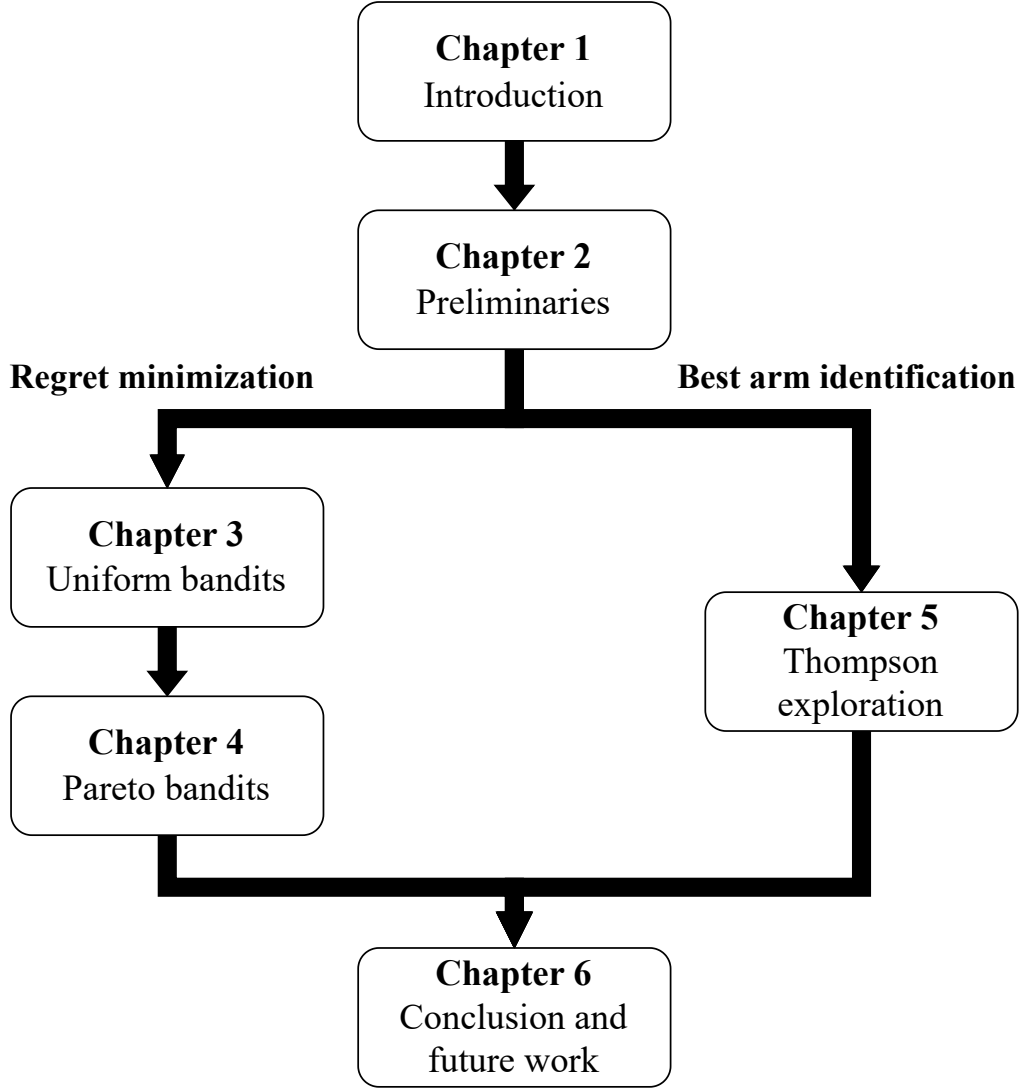 Chapter 1
Introduction
Chapter 2
Preliminaries
Regret minimization
Best arm identification
Chapter 3
Uniform bandits
Chapter 4
Pareto bandits
Chapter 5
Thompson
exploration
Chapter 6
Conclusion and
future work